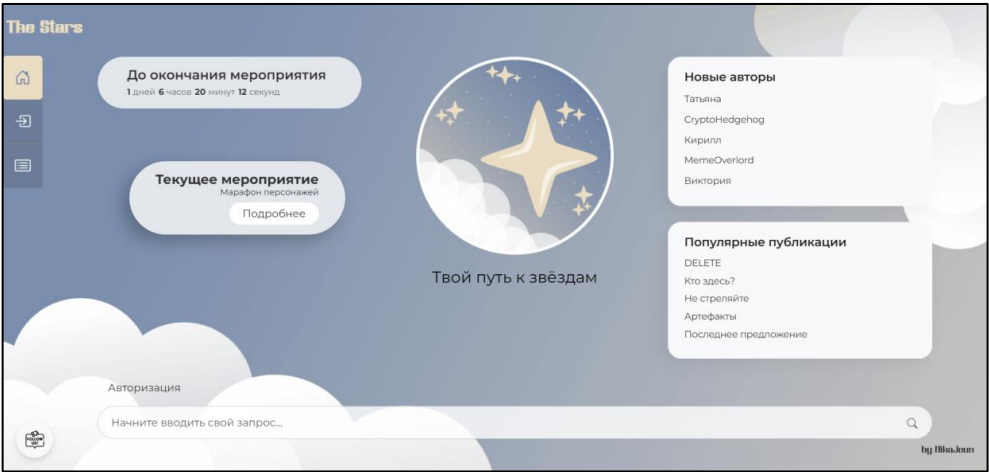 The Stars
До окончания мероприятия
1 дней 6 часов 20 минут 12 секунд
Текущее мероприятие
Марафон персонажей
Подробнее
Твой путь к звёздам
Новые авторы
Татьяна
CryptoHedgehog
Кирилл
MemeOverlord
Виктория
Популярные публикации
DELETE
Кто здесь?
Не стреляйте
Артефакты
Последнее предложение
Авторизация
Начните вводить свой запрос...
FOLLOW
US!
by NikaJoun